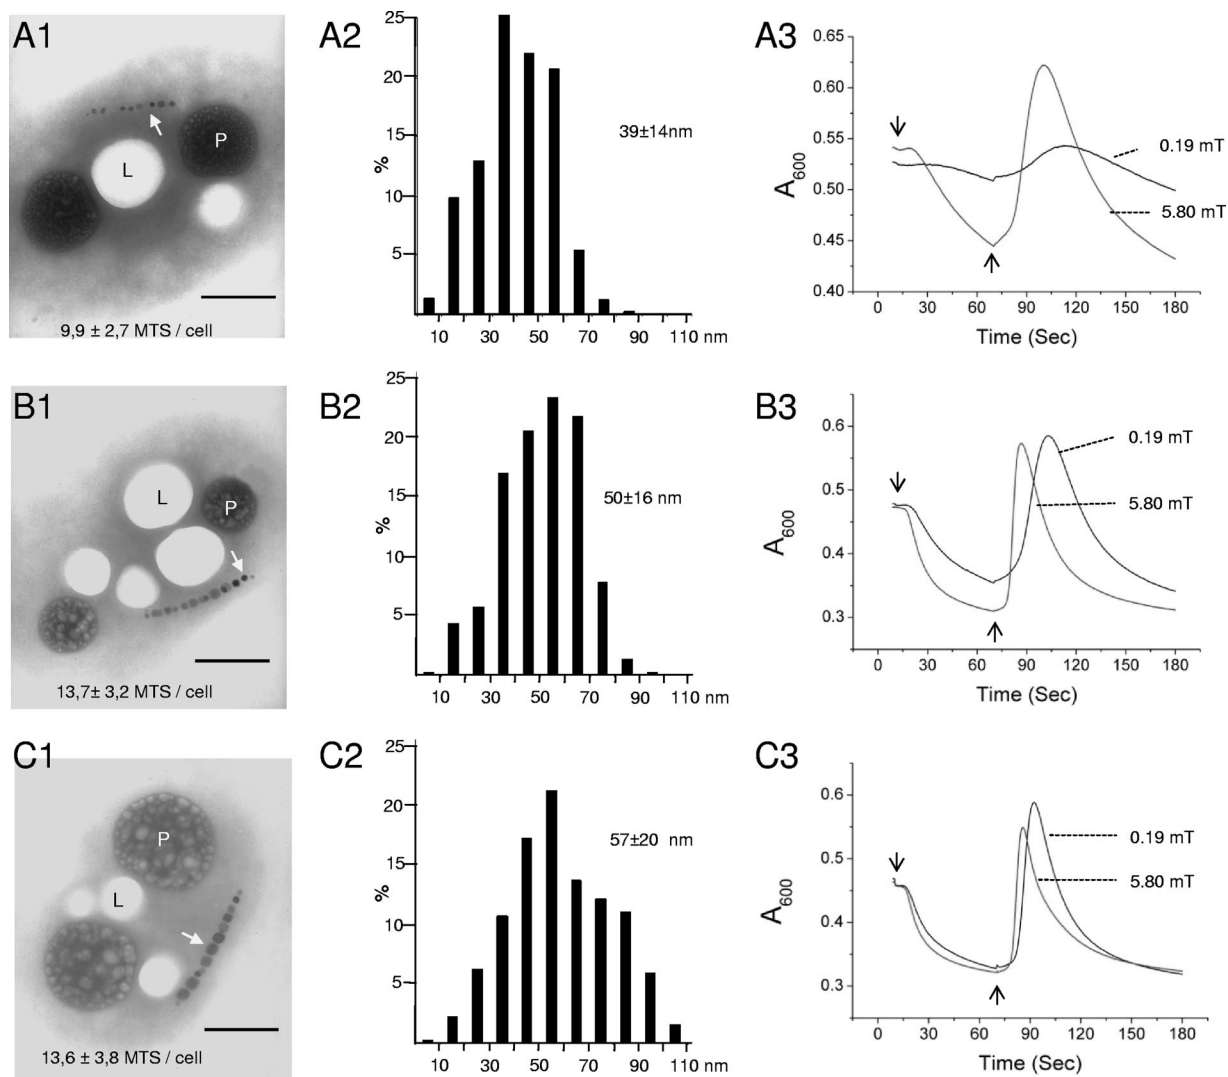 A1
P
L
9,9 ± 2,7 MTS / cell
A2
25
20
15
10
5
%
39±14nm
10 30 50 70 90 110 nm
A3
0.65
0.60
0.55
0.50
0.45
0.40
A600
0.19 mT
5.80 mT
0 30 60 90 120 150 180
Time (Sec)
B1
L
P
13,7± 3,2 MTS / cell
B2
25
20
15
10
5
%
50±16 nm
10 30 50 70 90 110 nm
B3
0.6
0.5
0.4
0.3
A600
0.19 mT
5.80 mT
0 30 60 90 120 150 180
Time (Sec)
C1
P
L
13,6 ± 3,8 MTS / cell
C2
25
20
15
10
5
%
57±20 nm
10 30 50 70 90 110 nm
C3
0.6
0.5
0.4
0.3
A600
0.19 mT
5.80 mT
0 30 60 90 120 150 180
Time (Sec)